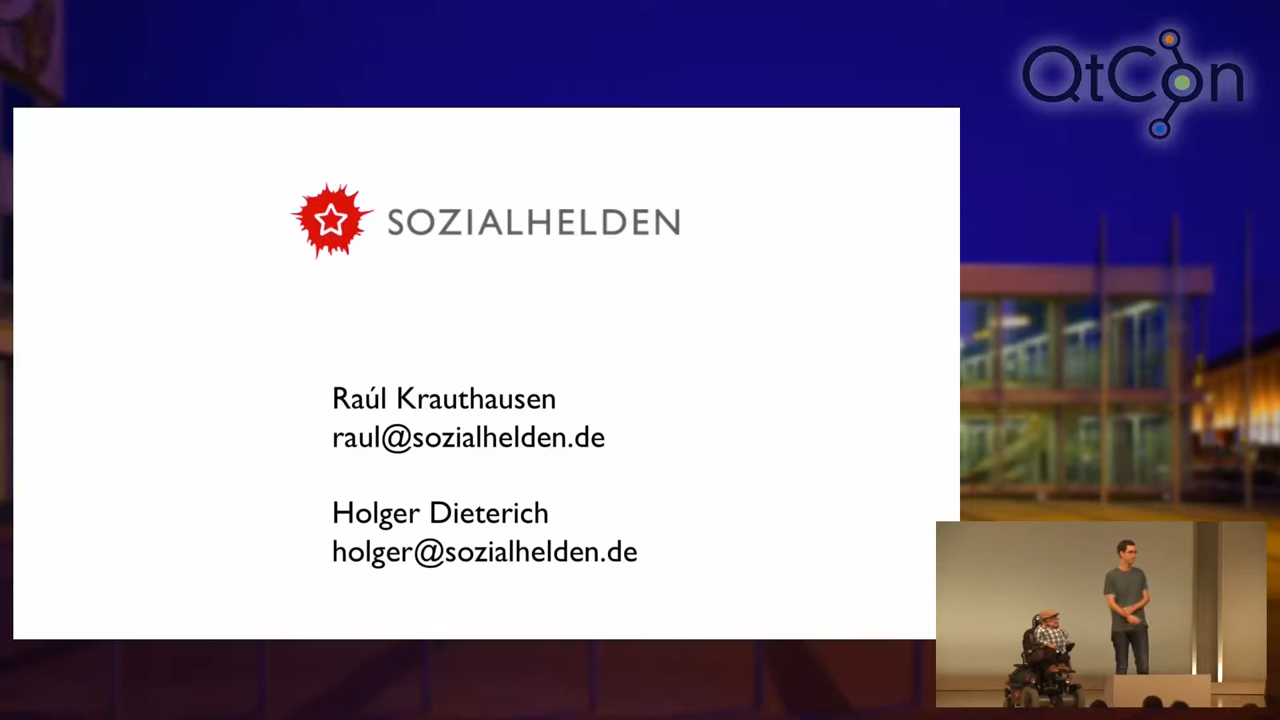 QtCon
SOZIALHELDEN
Raúl Krauthausen
raul@sozialhelden.de
Holger Dieterich
holger@sozialhelden.de